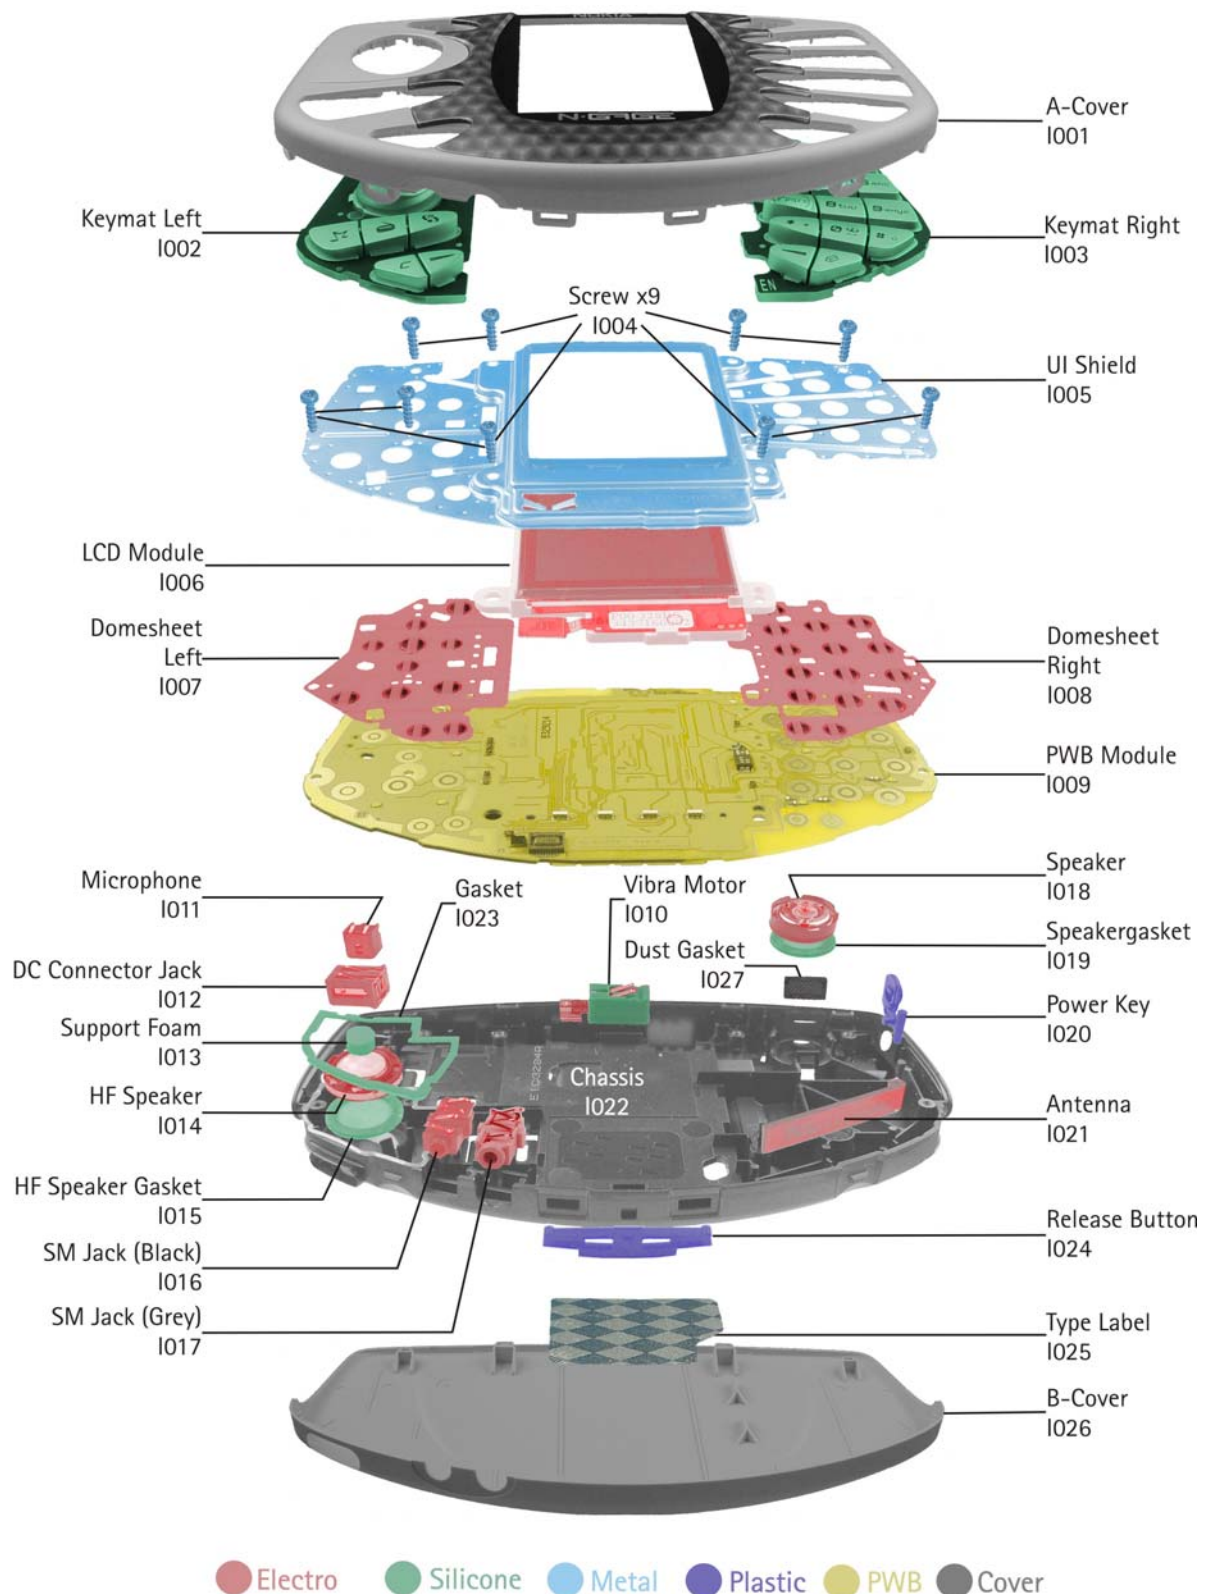 NOKIA
N·GAGE
A-Cover
I001
Keymat Left
I002
Keymat Right
I003
EN
Screw x9
I004
UI Shield
I005
LCD Module
I006
Domesheet
Left
I007
Domesheet
Right
I008
PWB Module
I009
Speaker
I018
Microphone
I011
Gasket
I023
Vibra Motor
I010
Speakergasket
I019
Dust Gasket
I027
DC Connector Jack
I012
Power Key
I020
Support Foam
I013
Chassis
I022
HF Speaker
I014
Antenna
I021
HF Speaker Gasket
I015
Release Button
I024
SM Jack (Black)
I016
SM Jack (Grey)
I017
Type Label
I025
B-Cover
I026
Electro
Silicone
Metal
Plastic
PWB
Cover